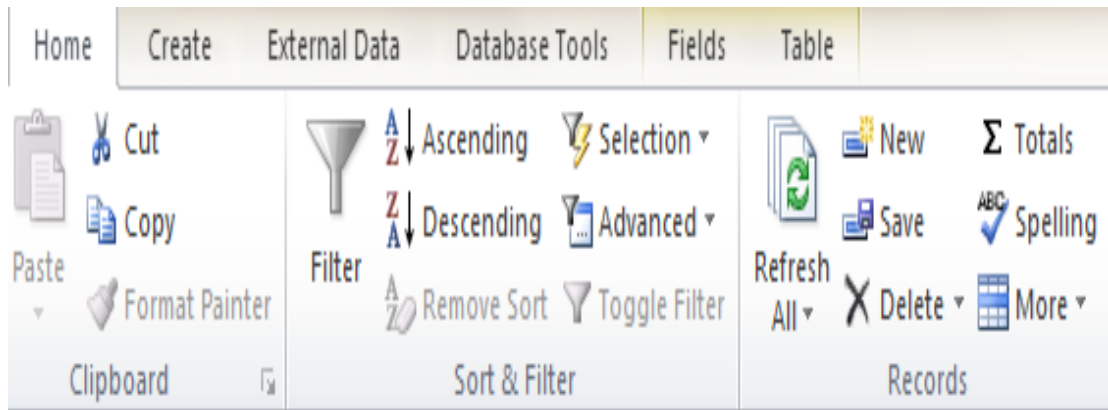 Home Create External Data Database Tools Fields Table
Cut
Copy
Paste
Format Painter
Clipboard
Filter
A Z Ascending
Z A Descending
A Z Remove Sort
Selection
Advanced
Toggle Filter
Sort & Filter
Refresh
All
New
Save
Delete
Σ Totals
ABC Spelling
More
Records